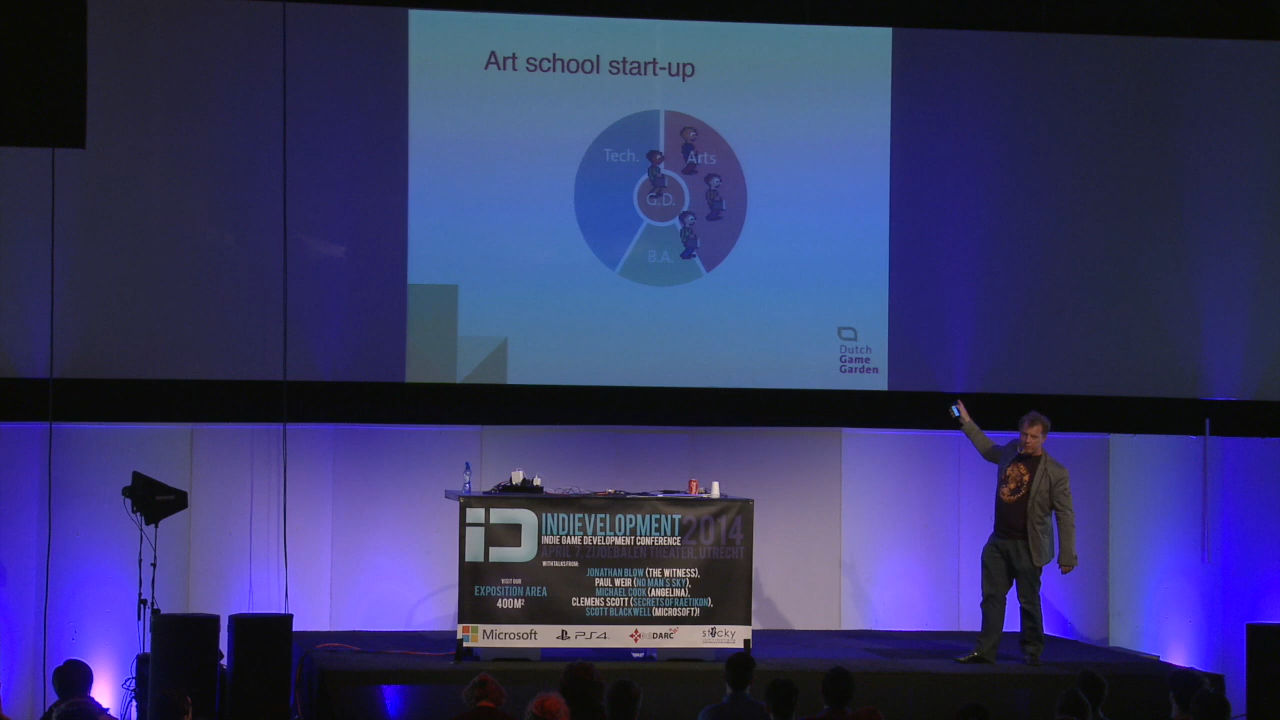 Art school start-up
Tech.
Arts
G.D.
B.A.
Dutch
Game
Garden
iD
INDIEVELOPMENT 2014
INDIE GAME DEVELOPMENT CONFERENCE
APRIL 7, ZIJDEBALEN THEATER, UTRECHT
WITH TALKS FROM:
JONATHAN BLOW (THE WITNESS),
PAUL WEIR (NO MAN'S SKY),
MICHAEL COOK (ANGELINA),
CLEMENS SCOTT (SECRETS OF RAETIKON),
SCOTT BLACKWELL (MICROSOFT)!
VISIT OUR
EXPOSITION AREA
400M²
Microsoft
PS4